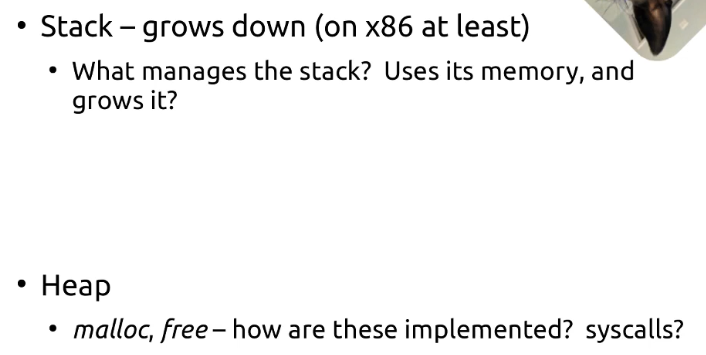 • Stack – grows down (on x86 at least)
• What manages the stack?  Uses its memory, and
grows it?
• Heap
• malloc, free – how are these implemented?  syscalls?